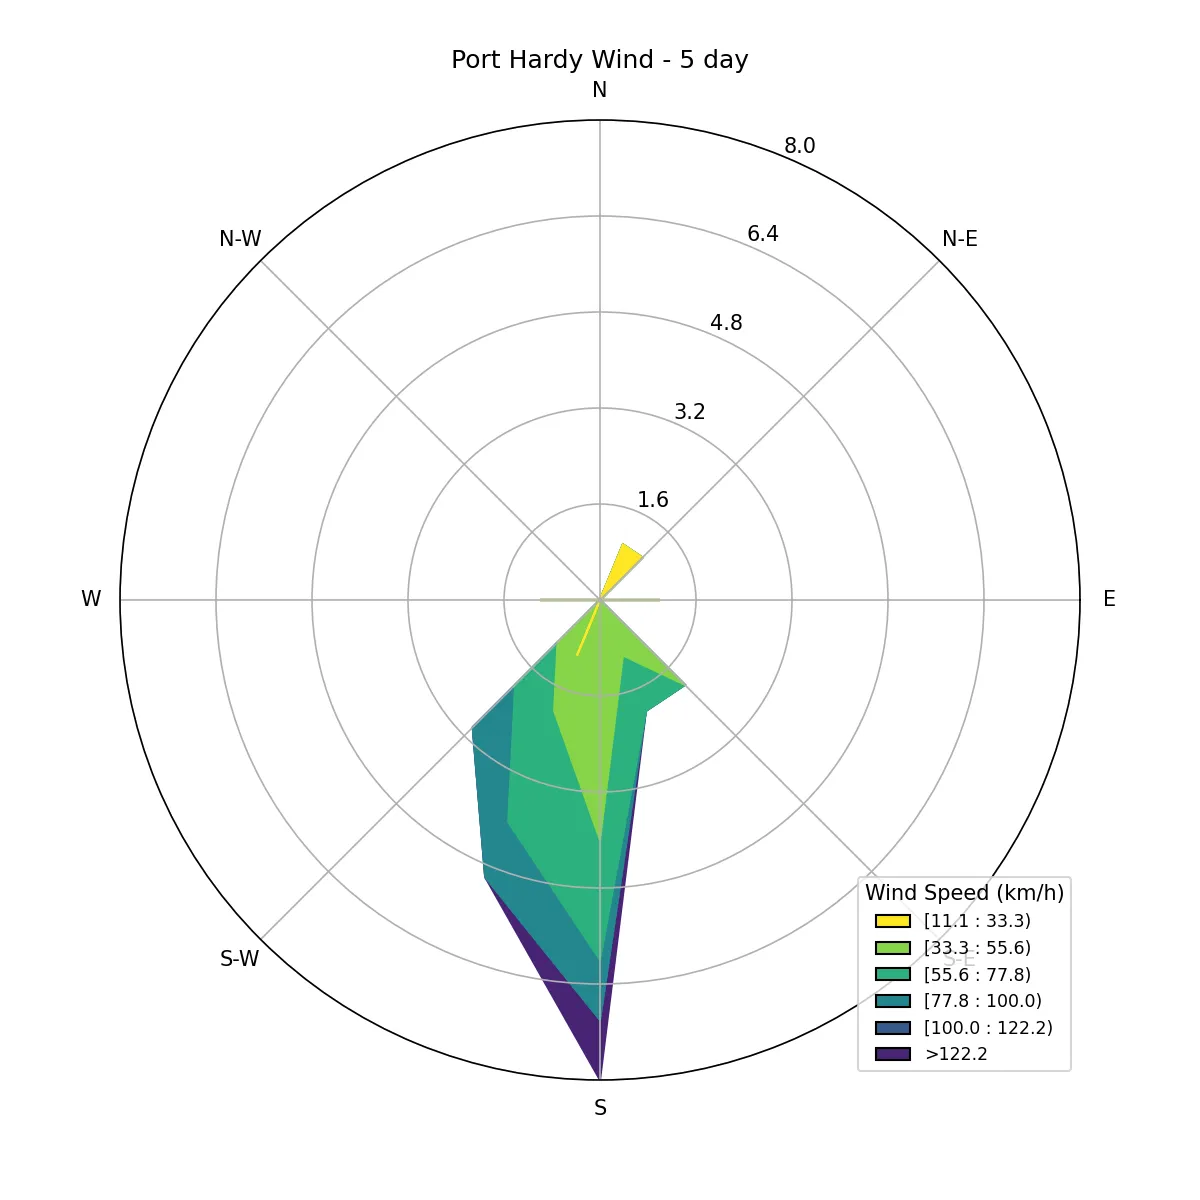 Port Hardy Wind - 5 day
N
8.0
N-W
6.4
N-E
4.8
3.2
1.6
W
E
Wind Speed (km/h)
[11.1 : 33.3)
[33.3 : 55.6)
S-W
S-E
[55.6 : 77.8)
[77.8 : 100.0)
[100.0 : 122.2)
>122.2
S